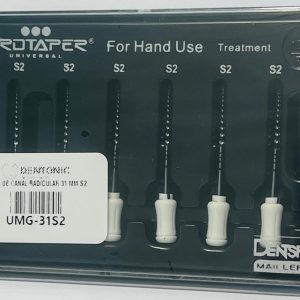 ROTAPER®
UNIVERSAL
For Hand Use Treatment
S2 S2 S2 S2 S2 S2
DENTONIC
DE CANAL RADICULAR 31 MM S2
UMG-31S2
DENSP
MAILLEF